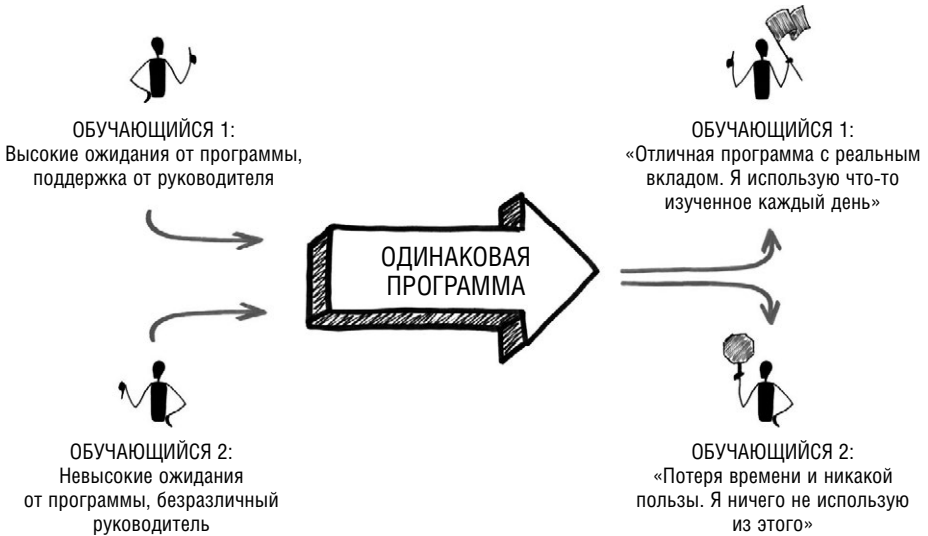 ОБУЧАЮЩИЙСЯ 1:
Высокие ожидания от программы,
поддержка от руководителя
ОБУЧАЮЩИЙСЯ 2:
Невысокие ожидания
от программы, безразличный
руководитель
ОДИНАКОВАЯ
ПРОГРАММА
ОБУЧАЮЩИЙСЯ 1:
«Отличная программа с реальным
вкладом. Я использую что-то
изученное каждый день»
ОБУЧАЮЩИЙСЯ 2:
«Потеря времени и никакой
пользы. Я ничего не использую
из этого»